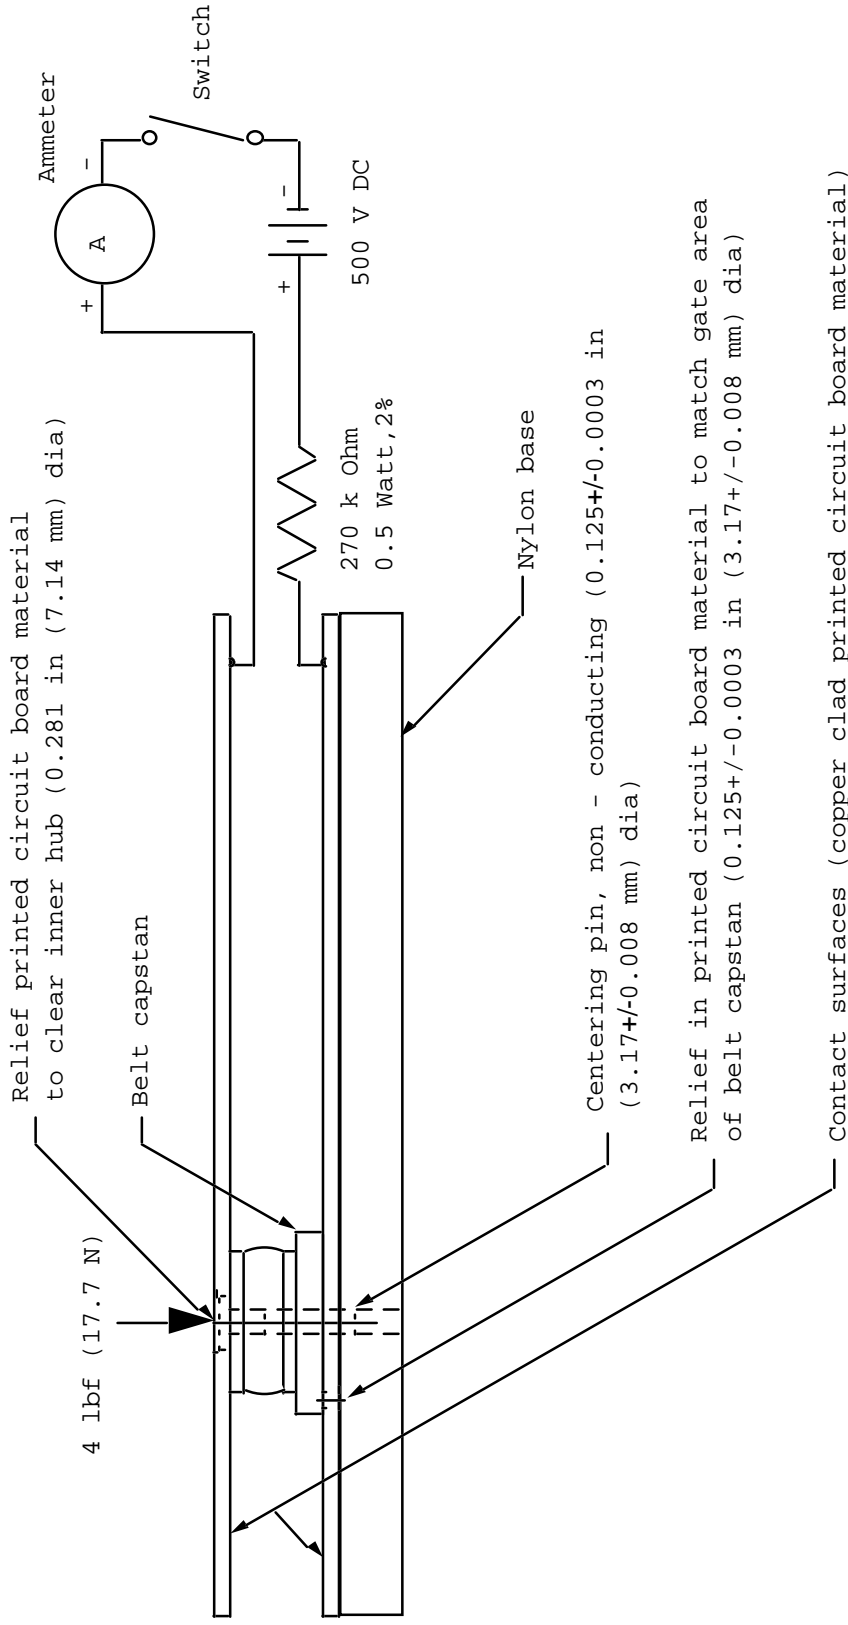 Ammeter
Switch
-
A
+
-
500 V DC
+
Relief printed circuit board material
to clear inner hub (0.281 in (7.14 mm) dia)
270 k Ohm
0.5 Watt,2%
Nylon base
Belt capstan
4 lbf (17.7 N)
Centering pin, non - conducting (0.125+/-0.0003 in
(3.17+/-0.008 mm) dia)
Relief in printed circuit board material to match gate area
of belt capstan (0.125+/-0.0003 in (3.17+/-0.008 mm) dia)
Contact surfaces (copper clad printed circuit board material)